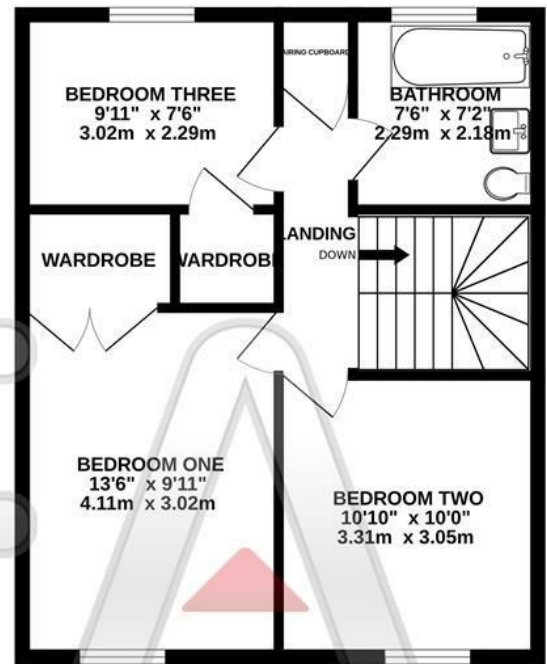 BEDROOM THREE
9'11" x 7'6"
3.02m x 2.29m
AIRING CUPBOARD
BATHROOM
7'6" x 7'2"
2.29m x 2.18m
WARDROBE
WARDROBE
LANDING
DOWN
BEDROOM ONE
13'6" x 9'11"
4.11m x 3.02m
BEDROOM TWO
10'10" x 10'0"
3.31m x 3.05m